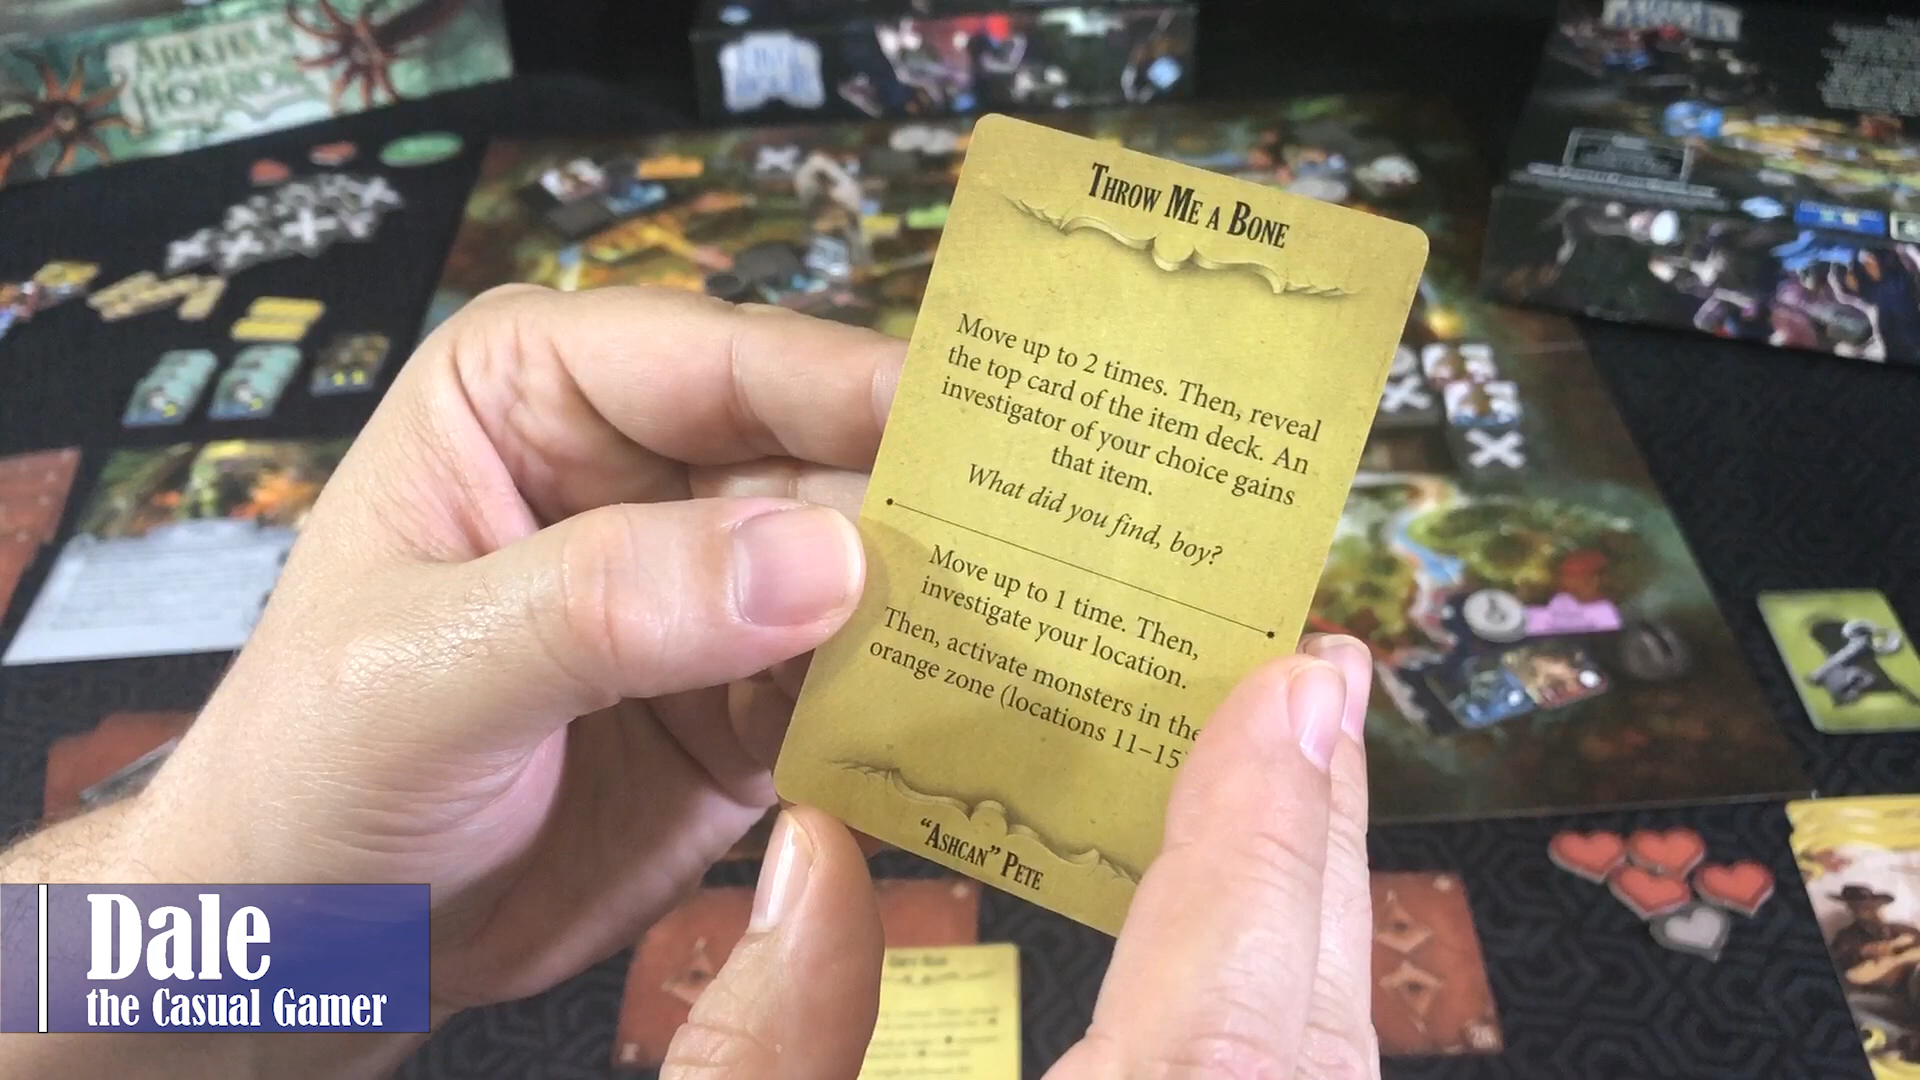 ARKHAM
HORROR
THROW ME A BONE
Move up to 2 times. Then, reveal
the top card of the item deck. An
investigator of your choice gains
that item.
What did you find, boy?
Move up to 1 time. Then,
investigate your location.
Then, activate monsters in the
orange zone (locations 11–15
"ASHCAN" PETE
Dale
the Casual Gamer